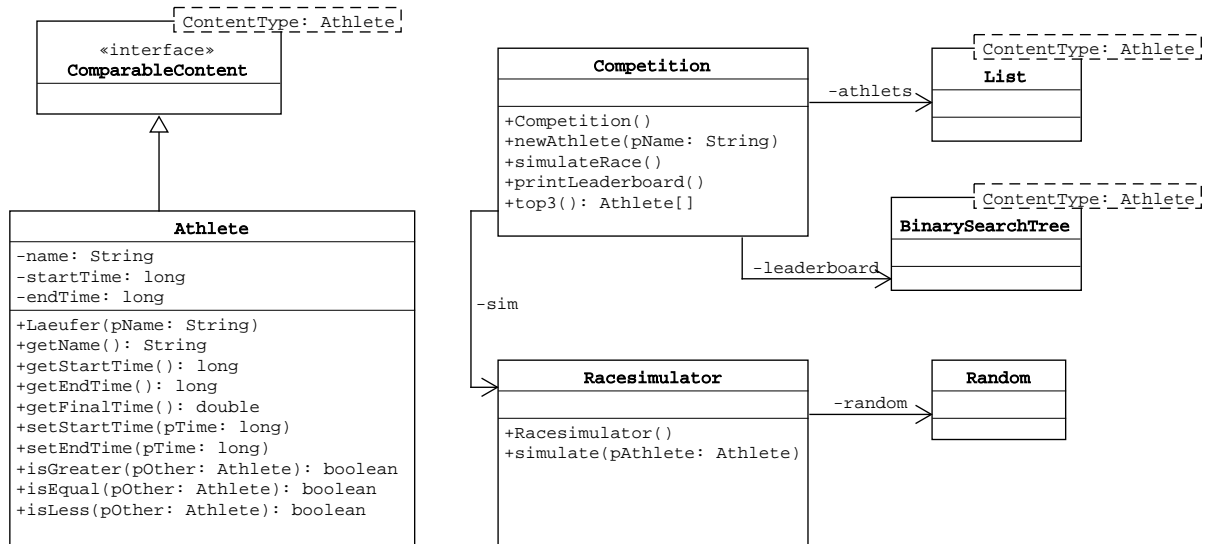 ContentType: Athlete
«interface»
ComparableContent
Athlete
-name: String
-startTime: long
-endTime: long
+Laeufer(pName: String)
+getName(): String
+getStartTime(): long
+getEndTime(): long
+getFinalTime(): double
+setStartTime(pTime: long)
+setEndTime(pTime: long)
+isGreater(pOther: Athlete): boolean
+isEqual(pOther: Athlete): boolean
+isLess(pOther: Athlete): boolean
Competition
+Competition()
+newAthlete(pName: String)
+simulateRace()
+printLeaderboard()
+top3(): Athlete[]
-athlets
ContentType: Athlete
List
ContentType: Athlete
BinarySearchTree
-leaderboard
-sim
Racesimulator
+Racesimulator()
+simulate(pAthlete: Athlete)
-random
Random